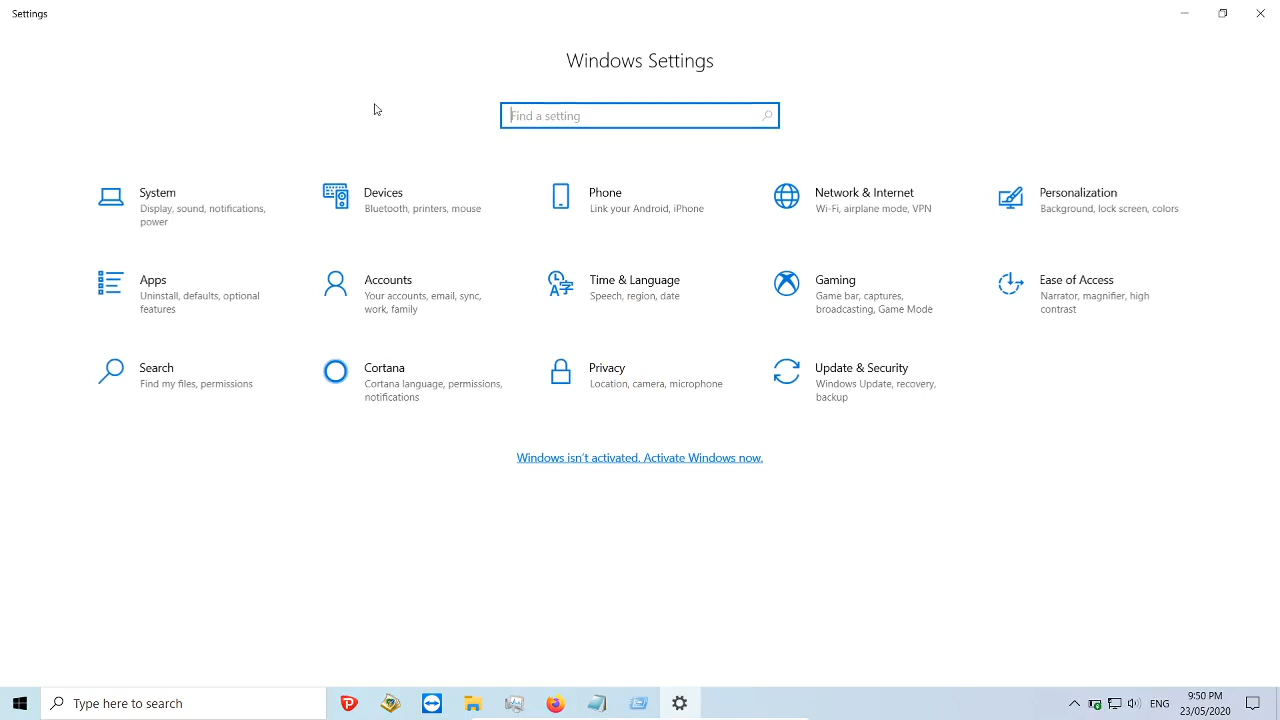 Settings
Windows Settings
Find a setting
System
Display, sound, notifications,
power
Devices
Bluetooth, printers, mouse
Phone
Link your Android, iPhone
Network & Internet
Wi-Fi, airplane mode, VPN
Personalization
Background, lock screen, colors
Apps
Uninstall, defaults, optional
features
Accounts
Your accounts, email, sync,
work, family
Time & Language
Speech, region, date
Gaming
Game bar, captures,
broadcasting, Game Mode
Ease of Access
Narrator, magnifier, high
contrast
Search
Find my files, permissions
Cortana
Cortana language, permissions,
notifications
Privacy
Location, camera, microphone
Update & Security
Windows Update, recovery,
backup
Windows isn't activated. Activate Windows now.
Type here to search
ENG
9:50 PM
23/05/2020